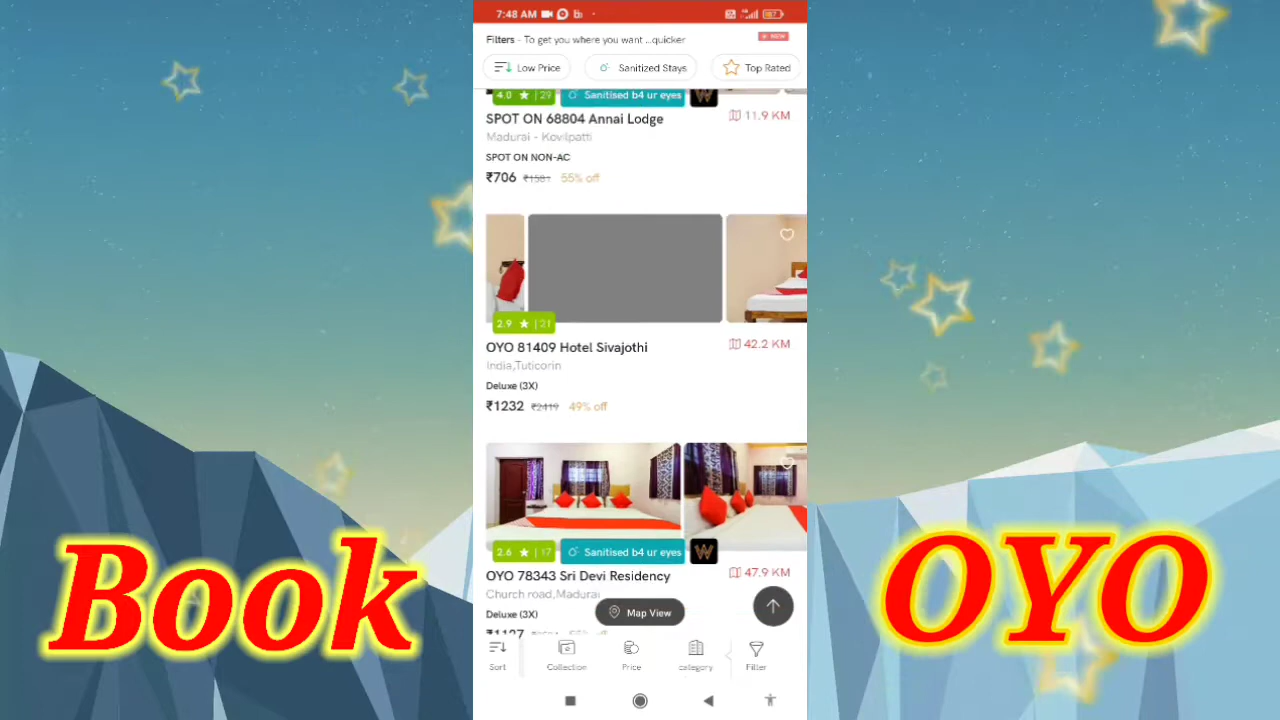 7:48 AM
Filters - To get you where you want ...quicker
NEW
Low Price
Sanitized Stays
Top Rated
4.0 ★ | 29
Sanitised b4 ur eyes
W
SPOT ON 68804 Annai Lodge
11.9 KM
Madurai - Kovilpatti
SPOT ON NON-AC
₹706 ₹1581 55% off
2.9 ★ | 21
OYO 81409 Hotel Sivajothi
42.2 KM
India,Tuticorin
Deluxe (3X)
₹1232 ₹2419 49% off
2.6 ★ | 17
Sanitised b4 ur eyes
W
OYO 78343 Sri Devi Residency
47.9 KM
Church road,Madurai
Deluxe (3X)
Map View
₹1127
Sort
Collection
Price
category
Filter
Book
OYO